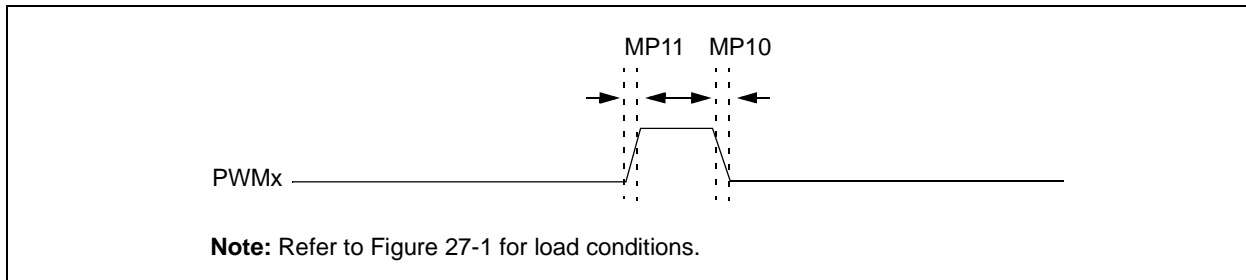 MP11 MP10
PWMx
Note: Refer to Figure 27-1 for load conditions.